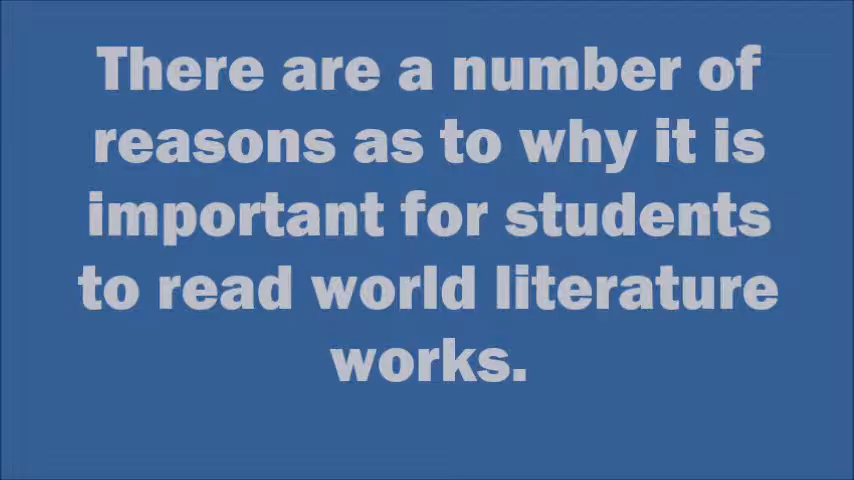 There are a number of
reasons as to why it is
important for students
to read world literature
works.